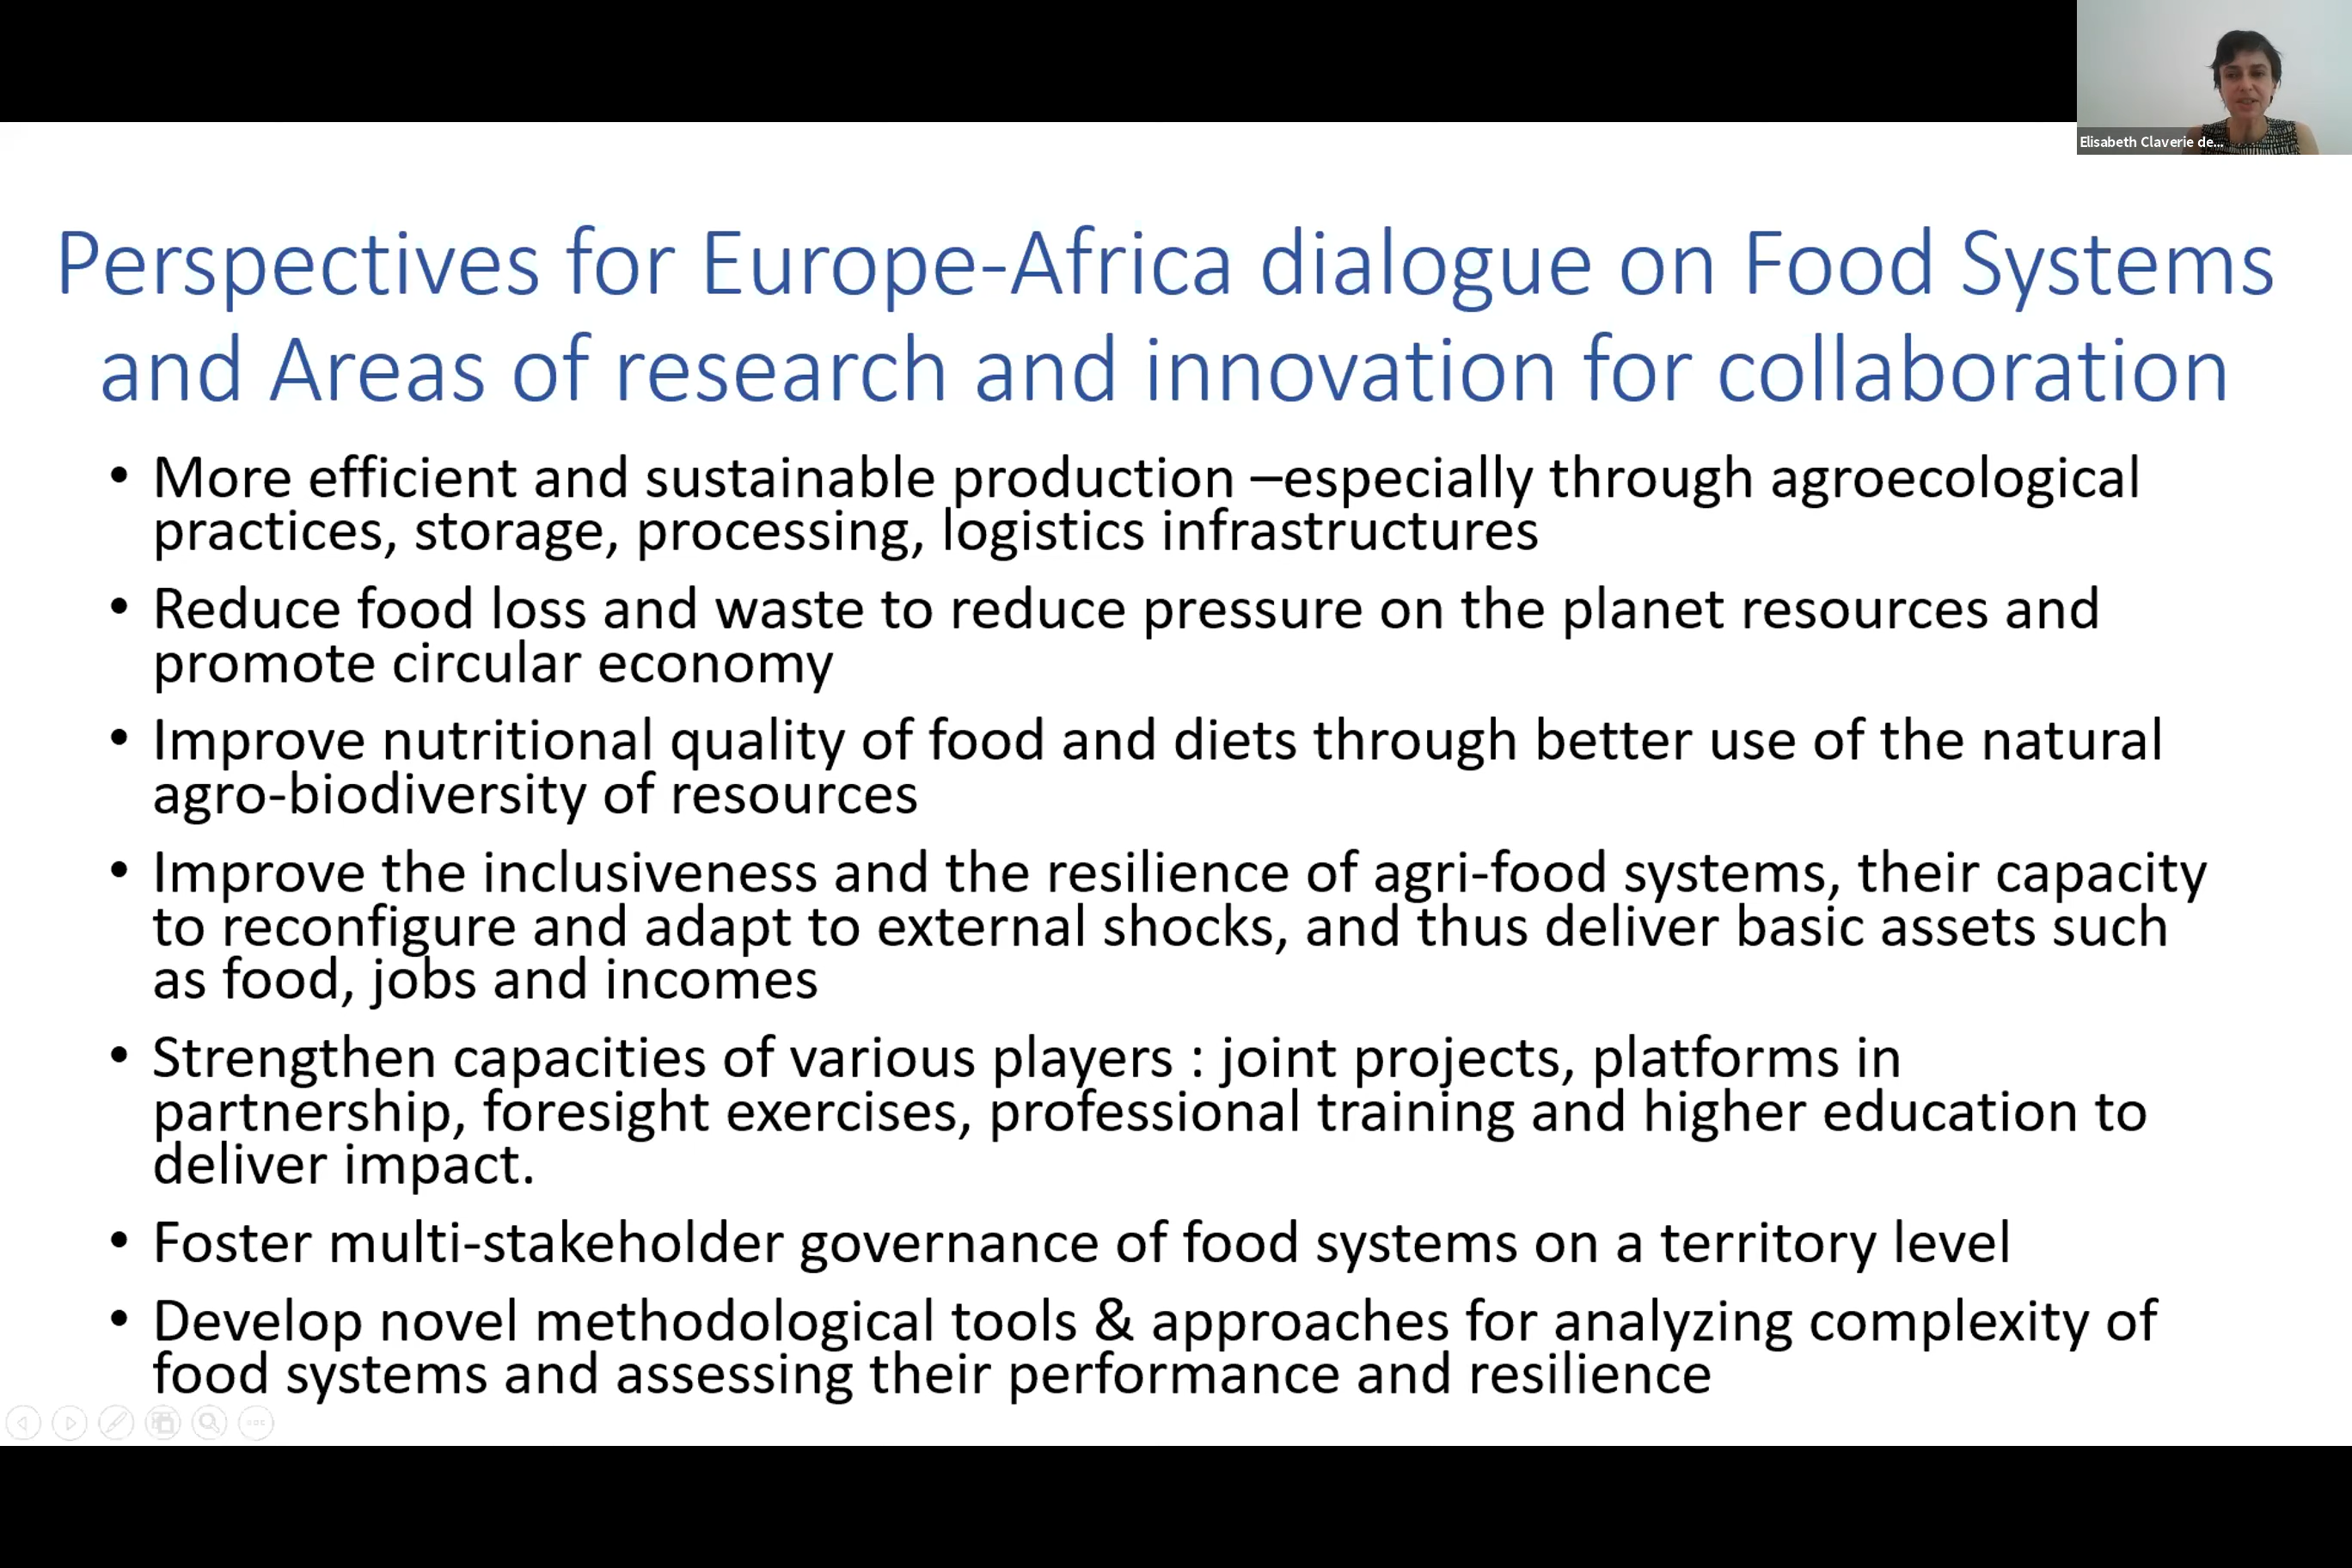 Elisabeth Claverie de...
Perspectives for Europe-Africa dialogue on Food Systems
and Areas of research and innovation for collaboration
• More efficient and sustainable production –especially through agroecological
practices, storage, processing, logistics infrastructures
• Reduce food loss and waste to reduce pressure on the planet resources and
promote circular economy
• Improve nutritional quality of food and diets through better use of the natural
agro-biodiversity of resources
• Improve the inclusiveness and the resilience of agri-food systems, their capacity
to reconfigure and adapt to external shocks, and thus deliver basic assets such
as food, jobs and incomes
• Strengthen capacities of various players : joint projects, platforms in
partnership, foresight exercises, professional training and higher education to
deliver impact.
• Foster multi-stakeholder governance of food systems on a territory level
• Develop novel methodological tools & approaches for analyzing complexity of
food systems and assessing their performance and resilience